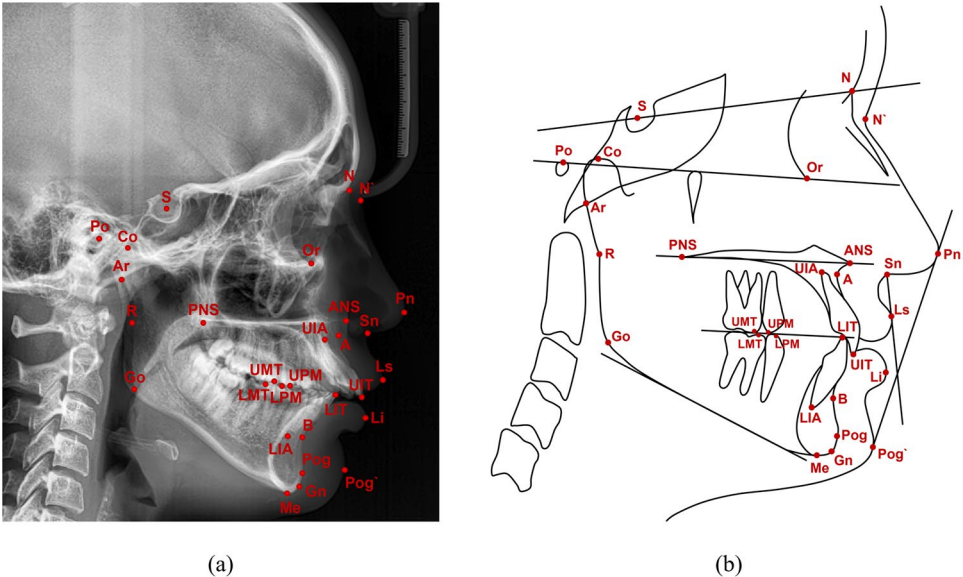 N
N`
S
Po
Co
Ar
Or
R
PNS
ANS
Pn
UIA
A
Sn
UMT
UPM
Ls
Go
LMT
LPM
LIT
UIT
Li
LIA
B
Pog
Pog`
Me
Gn
(a)
N
S
N`
Po
Co
Or
Ar
R
PNS
ANS
Pn
UIA
A
Sn
Ls
UMT
UPM
LIT
Go
LMT
LPM
UIT
Li
LIA
B
Pog
Me
Gn
Pog`
(b)